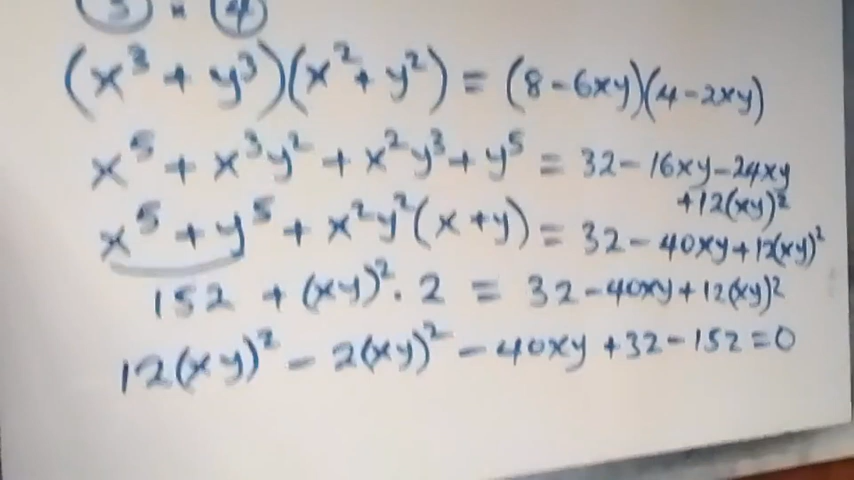 ③ × ④
(x³ + y³)(x² + y²) = (8 - 6xy)(4 - 2xy)
x⁵ + x³y² + x²y³ + y⁵ = 32 - 16xy - 24xy
+12(xy)²
x⁵ + y⁵ + x²y²(x + y) = 32 - 40xy + 12(xy)²
152 + (xy)² . 2 = 32 - 40xy + 12(xy)²
12(xy)² - 2(xy)² - 40xy + 32 - 152 = 0